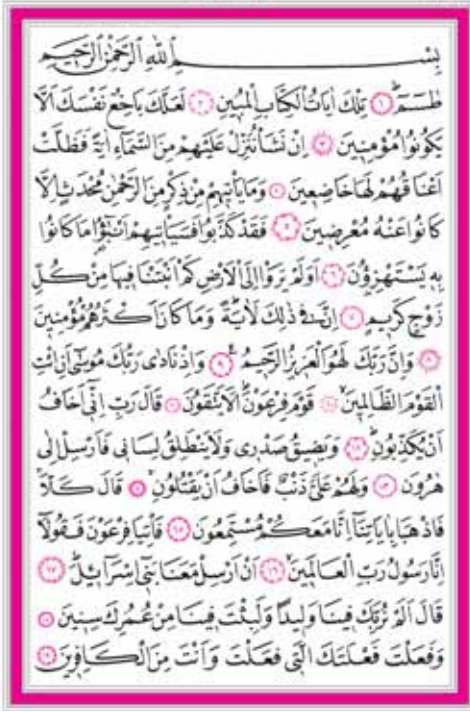 بِسْمِ اللهِ الرَّحْمٰنِ الرَّحِيمِ
طٰسٓمٓ ﴿١﴾ تِلْكَ اٰيَاتُ الْكِتَابِ الْمُبِينِ ﴿٢﴾ لَعَلَّكَ بَاخِعٌ نَفْسَكَ اَلَّا
يَكُونُوا مُؤْمِنِينَ ﴿٣﴾ اِنْ نَشَأْ نُنَزِّلْ عَلَيْهِمْ مِنَ السَّمَٓاءِ اٰيَةً فَظَلَّتْ
اَعْنَاقُهُمْ لَهَا خَاضِعِينَ ﴿٤﴾ وَمَا يَأْتِيهِمْ مِنْ ذِكْرٍ مِنَ الرَّحْمٰنِ مُحْدَثٍ اِلَّا
كَانُوا عَنْهُ مُعْرِضِينَ ﴿٥﴾ فَقَدْ كَذَّبُوا فَسَيَأْتِيهِمْ اَنْبٰٓؤُ۬ا مَا كَانُوا
بِهِ يَسْتَهْزِؤُ۫نَ ﴿٦﴾ اَوَلَمْ يَرَوْا اِلَى الْاَرْضِ كَمْ اَنْبَتْنَا فِيهَا مِنْ كُلِّ
زَوْجٍ كَرِيمٍ ﴿٧﴾ اِنَّ فِي ذٰلِكَ لَاٰيَةً وَمَا كَانَ اَكْثَرُهُمْ مُؤْمِنِينَ
﴿٨﴾ وَاِنَّ رَبَّكَ لَهُوَ الْعَزِيزُ الرَّحِيمُ ﴿٩﴾ وَاِذْ نَادٰى رَبُّكَ مُوسٰٓى اَنِ ائْتِ
الْقَوْمَ الظَّالِمِينَ ﴿١٠﴾ قَوْمَ فِرْعَوْنَ اَلَا يَتَّقُونَ ﴿١١﴾ قَالَ رَبِّ اِنِّٓي اَخَافُ
اَنْ يُكَذِّبُونِ ﴿١٢﴾ وَيَضِيقُ صَدْرِي وَلَا يَنْطَلِقُ لِسَانِي فَاَرْسِلْ اِلٰى
هٰرُونَ ﴿١٣﴾ وَلَهُمْ عَلَيَّ ذَنْبٌ فَاَخَافُ اَنْ يَقْتُلُونِ ﴿١٤﴾ قَالَ كَلَّا
فَاذْهَبَا بِاٰيَاتِنَٓا اِنَّا مَعَكُمْ مُسْتَمِعُونَ ﴿١٥﴾ فَأْتِيَا فِرْعَوْنَ فَقُولَٓا
اِنَّا رَسُولُ رَبِّ الْعَالَمِينَ ﴿١٦﴾ اَنْ اَرْسِلْ مَعَنَا بَنِٓي اِسْرَٓائِيلَ ﴿١٧﴾
قَالَ اَلَمْ نُرَبِّكَ فِينَا وَلِيدًا وَلَبِثْتَ فِينَا مِنْ عُمُرِكَ سِنِينَ ﴿١٨﴾
وَفَعَلْتَ فَعْلَتَكَ الَّتِي فَعَلْتَ وَاَنْتَ مِنَ الْكَافِرِينَ ﴿١٩﴾